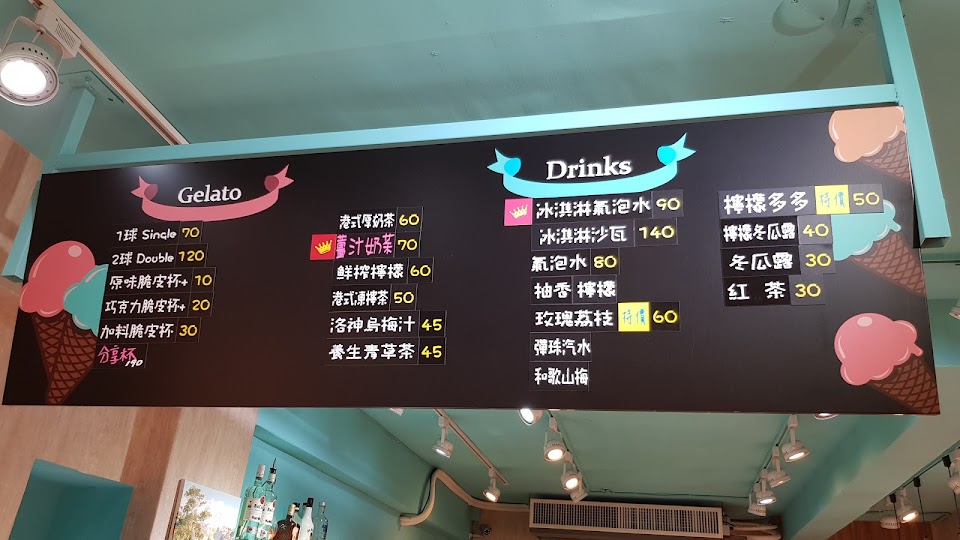 Gelato
1球 Single 70
2球 Double 120
原味脆皮杯+ 10
巧克力脆皮杯+ 20
加料脆皮杯 30
分享杯 190
港式厚奶茶 60
薑汁奶茶 70
鮮榨檸檬 60
港式凍檸茶 50
洛神烏梅汁 45
養生青草茶 45
Drinks
冰淇淋氣泡水 90
冰淇淋沙瓦 140
氣泡水 80
柚香 檸檬
玫瑰荔枝 特價 60
彈珠汽水
和歌山梅
檸檬多多 特價 50
檸檬冬瓜露 40
冬瓜露 30
紅茶 30